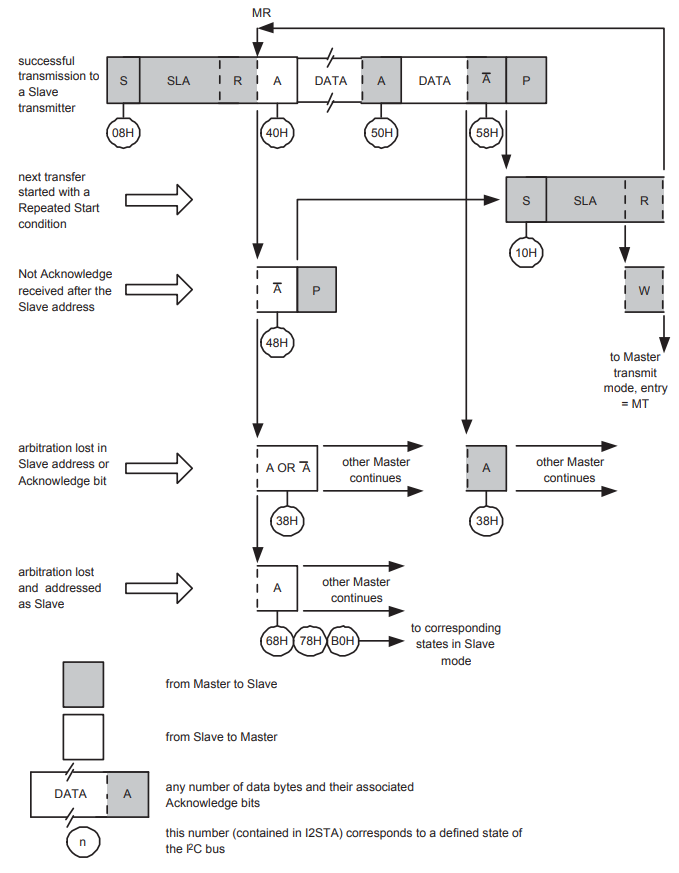 MR
successful
transmission to
a Slave
transmitter
S SLA R A DATA A DATA A̅ P
08H 40H 50H 58H
next transfer
started with a
Repeated Start
condition
S SLA R
10H
Not Acknowledge
received after the
Slave address
A̅ P
W
48H
to Master
transmit
mode, entry
= MT
arbitration lost in
Slave address or
Acknowledge bit
A OR A̅
other Master
continues
A
other Master
continues
38H 38H
arbitration lost
and addressed
as Slave
A
other Master
continues
68H 78H B0H
to corresponding
states in Slave
mode
from Master to Slave
from Slave to Master
DATA A
any number of data bytes and their associated
Acknowledge bits
n
this number (contained in I2STA) corresponds to a defined state of
the I²C bus